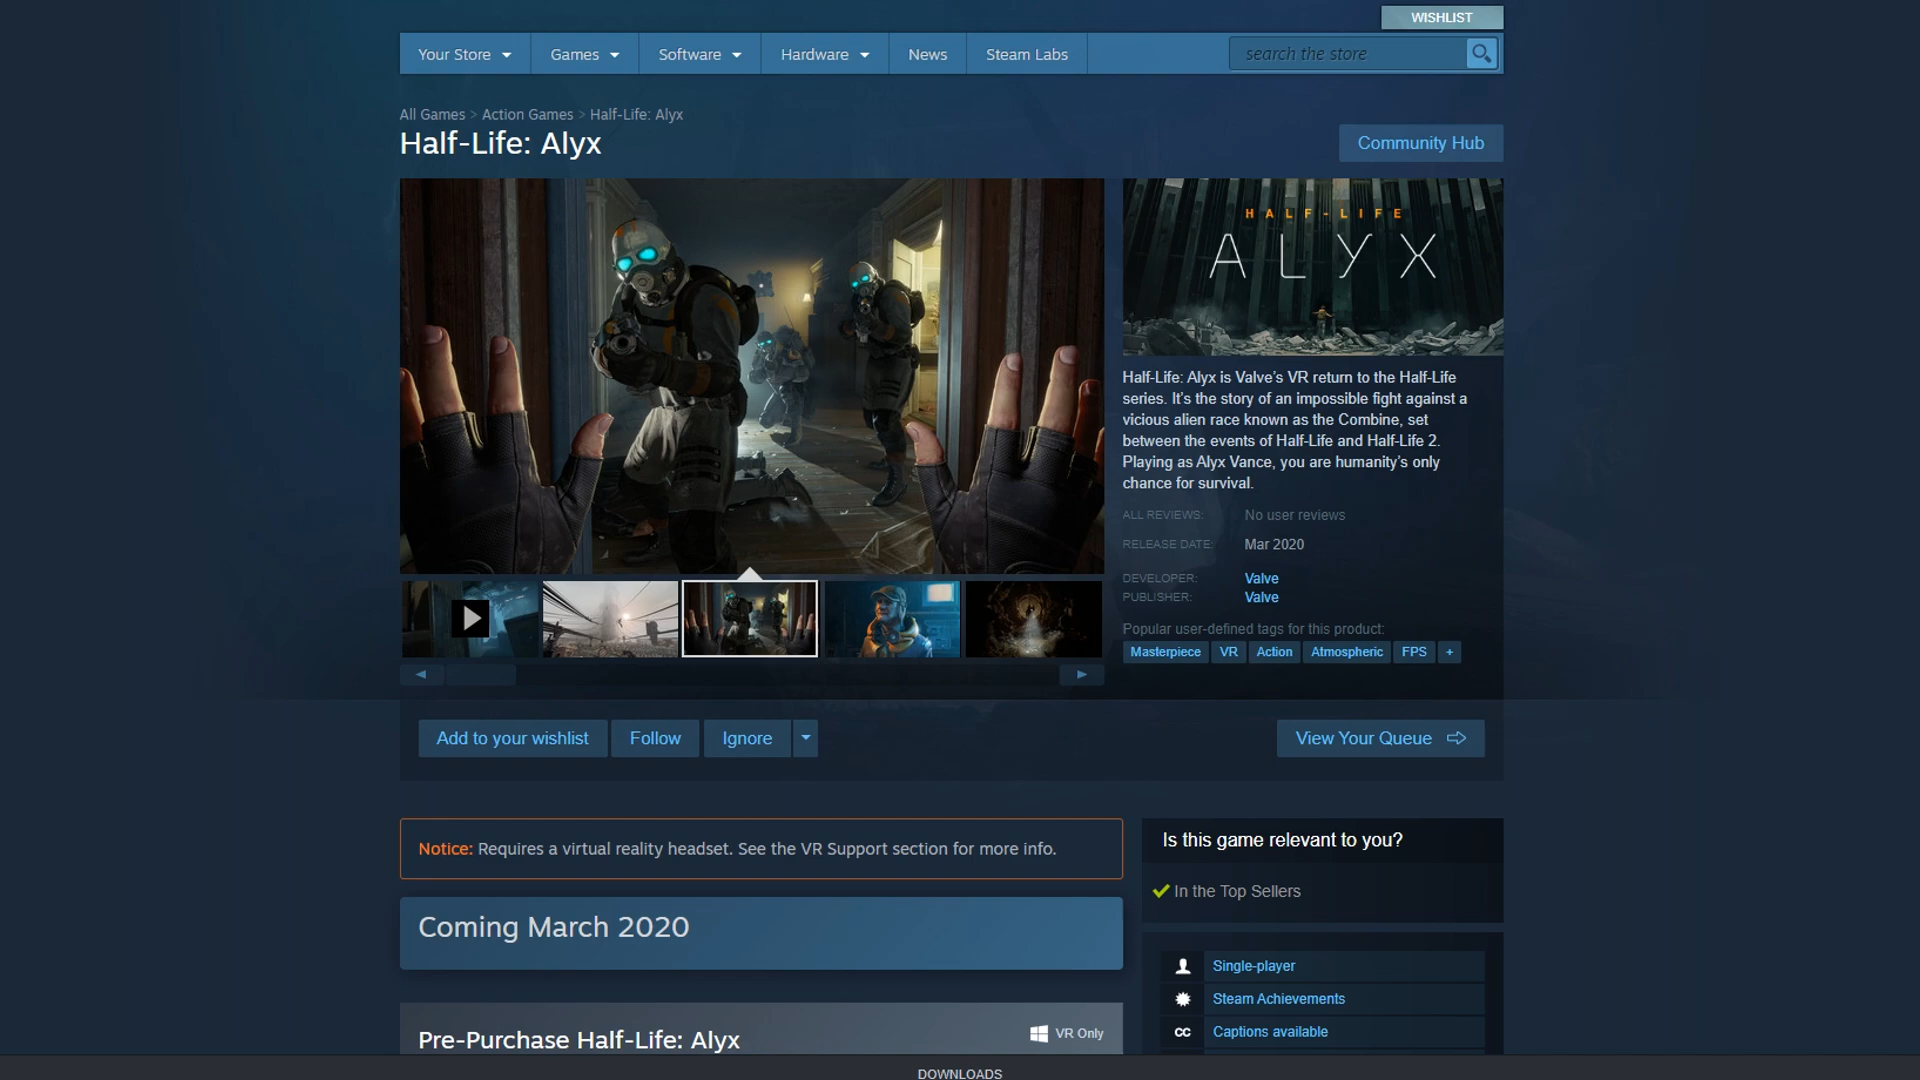 WISHLIST
Your Store
Games
Software
Hardware
News
Steam Labs
search the store
All Games > Action Games > Half-Life: Alyx
Half-Life: Alyx
Community Hub
HALF-LIFE
ALYX
Half-Life: Alyx is Valve’s VR return to the Half-Life
series. It’s the story of an impossible fight against a
vicious alien race known as the Combine, set
between the events of Half-Life and Half-Life 2.
Playing as Alyx Vance, you are humanity’s only
chance for survival.
ALL REVIEWS: No user reviews
RELEASE DATE: Mar 2020
DEVELOPER: Valve
PUBLISHER: Valve
Popular user-defined tags for this product:
Masterpiece VR Action Atmospheric FPS +
Add to your wishlist
Follow
Ignore
View Your Queue
Notice: Requires a virtual reality headset. See the VR Support section for more info.
Is this game relevant to you?
In the Top Sellers
Coming March 2020
Single-player
Steam Achievements
CC Captions available
Pre-Purchase Half-Life: Alyx
VR Only
DOWNLOADS